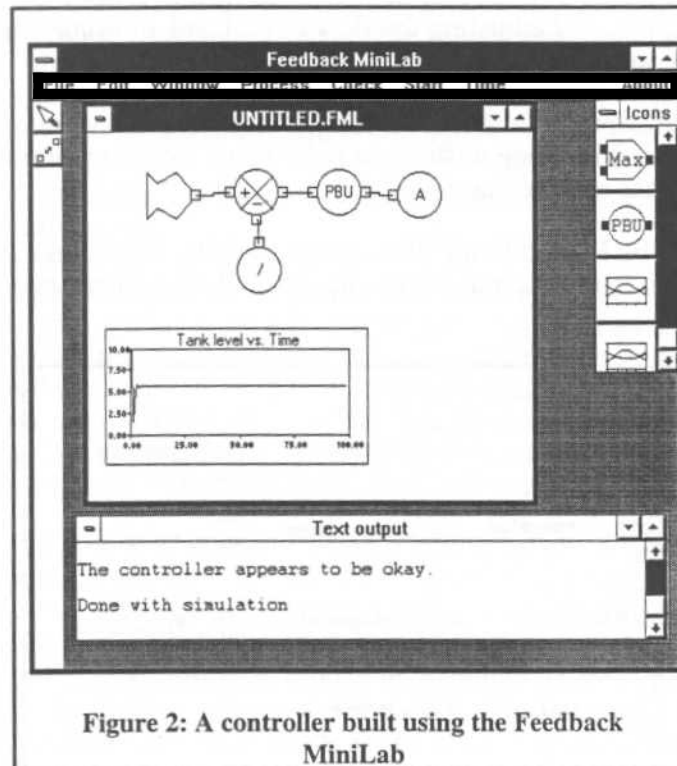 Feedback MiniLab
UNTITLED.FML
Icons
Max
+
−
PBU
A
/
PBU
Tank level vs. Time
10.00
7.50
5.00
2.50
0.00
0.00 25.00 50.00 75.00 100.00
Text output
The controller appears to be okay.
Done with simulation
Figure 2: A controller built using the Feedback
MiniLab